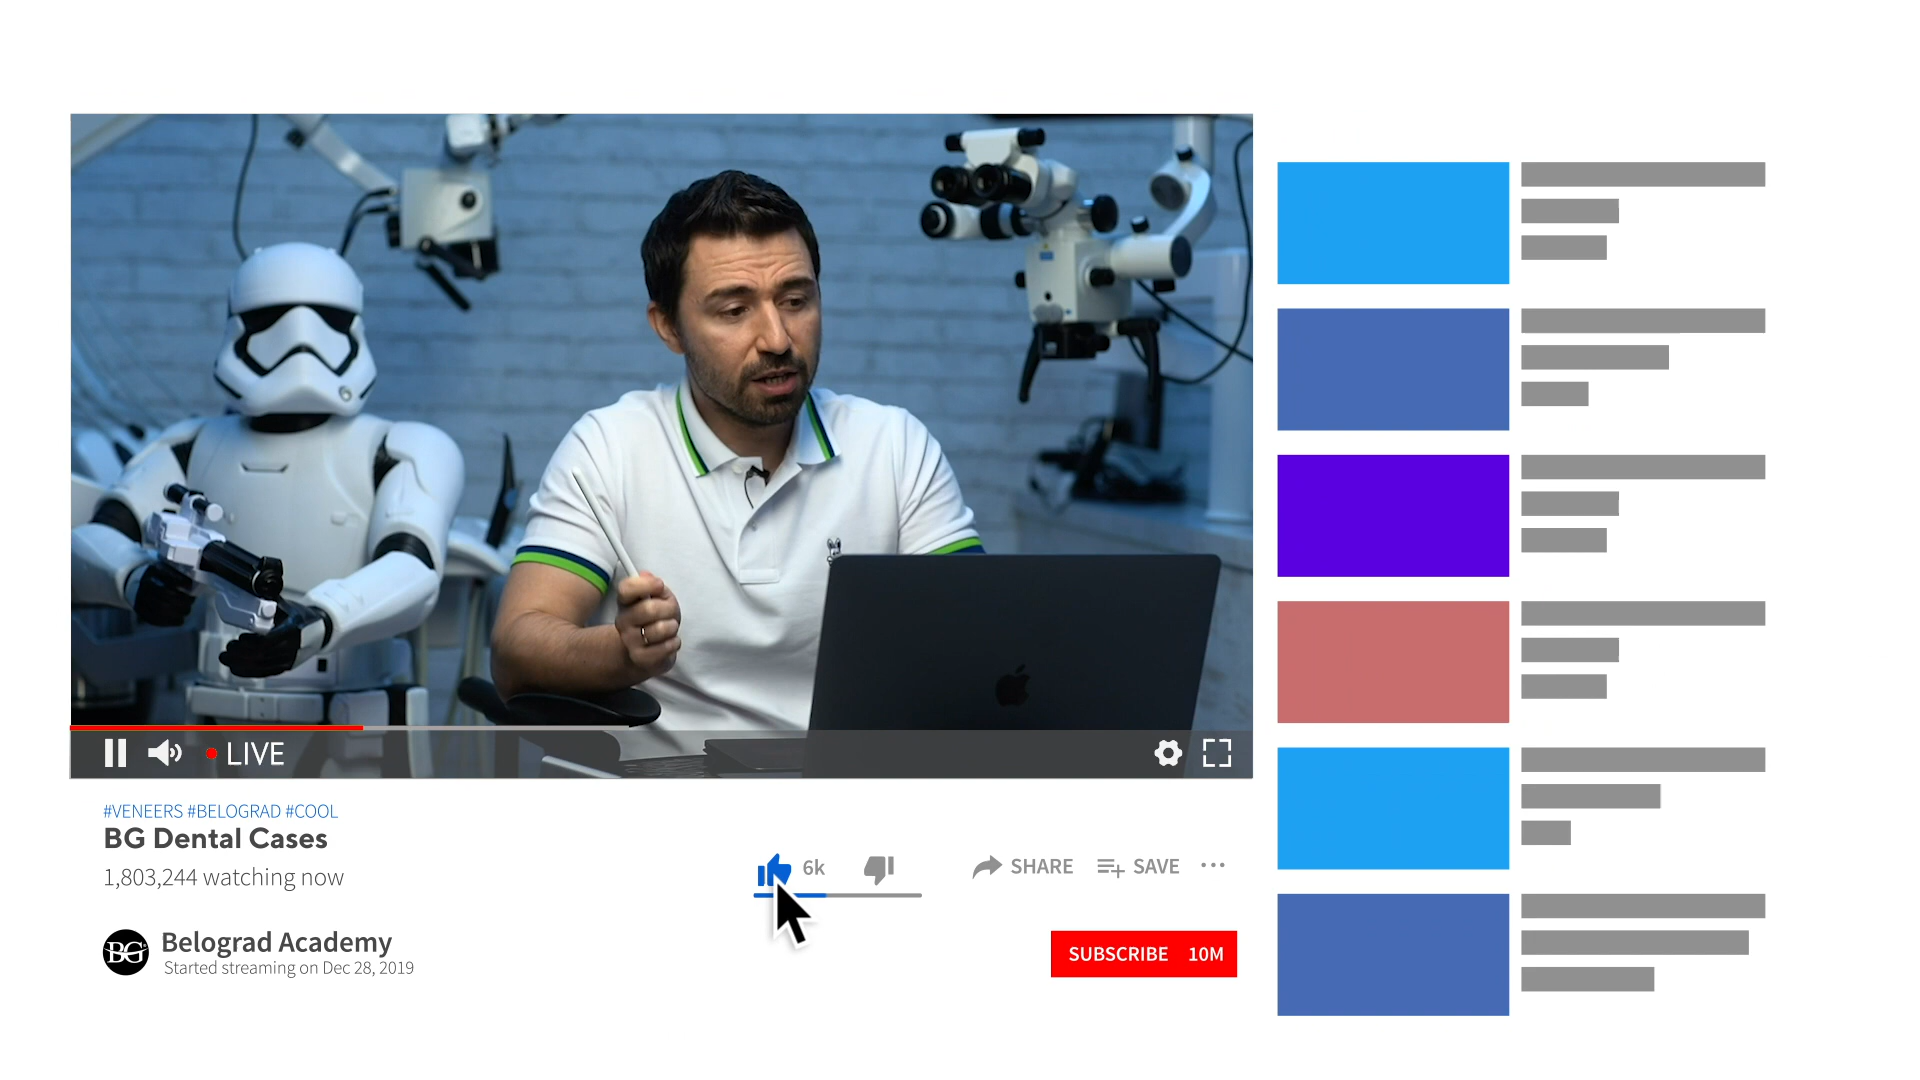 LIVE
#VENEERS #BELOGRAD #COOL
BG Dental Cases
1,803,244 watching now
6k
SHARE
SAVE
BG
Belograd Academy
Started streaming on Dec 28, 2019
SUBSCRIBE 10M